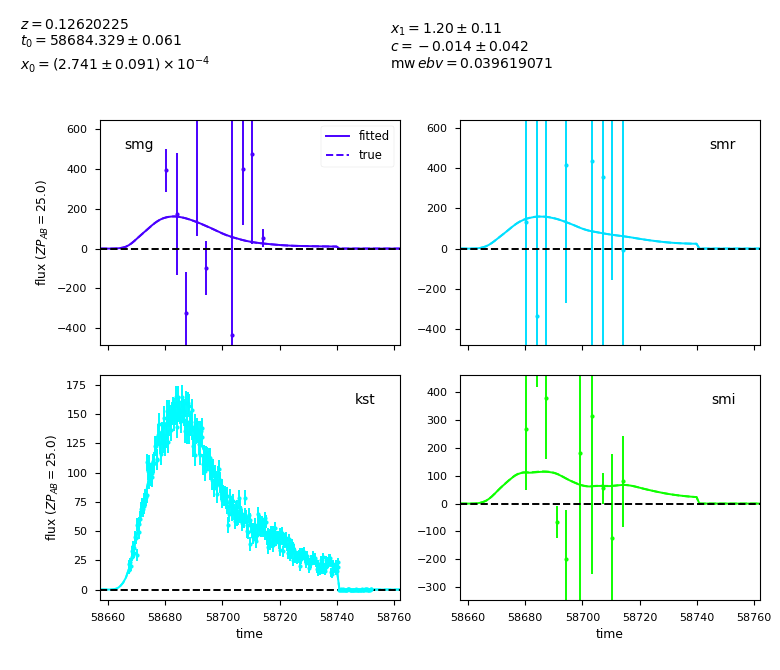 z = 0.12620225
t₀ = 58684.329 ± 0.061
x₀ = (2.741 ± 0.091) × 10⁻⁴
x₁ = 1.20 ± 0.11
c = −0.014 ± 0.042
mw ebv = 0.039619071
smg
fitted
true
600
400
200
0
−200
−400
flux (ZP_AB = 25.0)
smr
600
400
200
0
−200
−400
kst
175
150
125
100
75
50
25
0
flux (ZP_AB = 25.0)
58660 58680 58700 58720 58740 58760
time
smi
400
300
200
100
0
−100
−200
−300
58660 58680 58700 58720 58740 58760
time